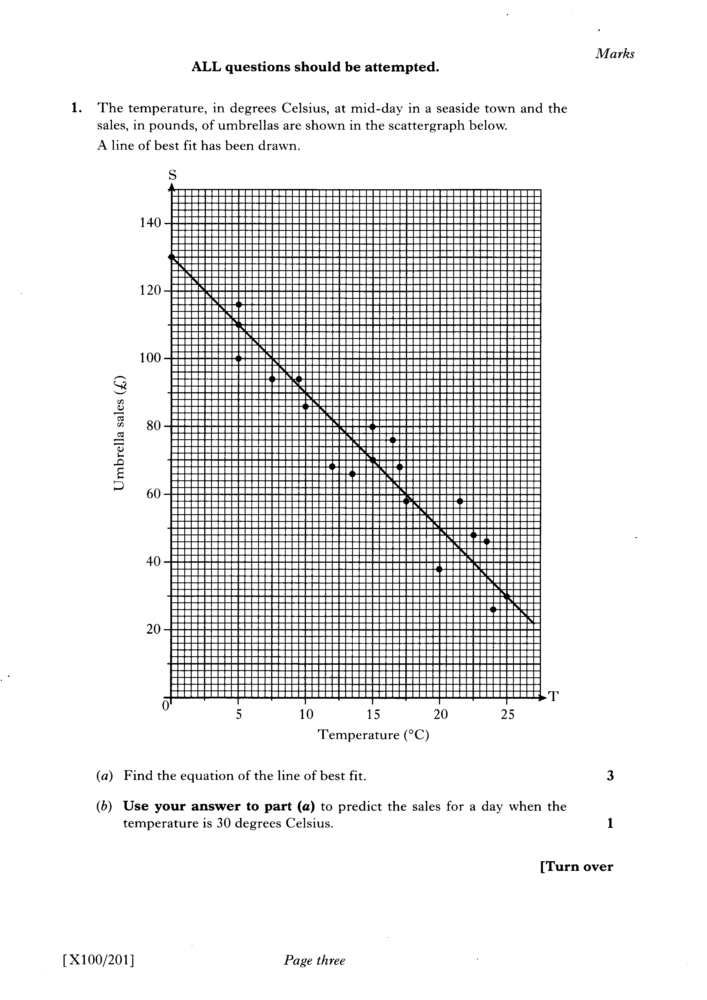 Marks
ALL questions should be attempted.
1. The temperature, in degrees Celsius, at mid-day in a seaside town and the
sales, in pounds, of umbrellas are shown in the scattergraph below.
A line of best fit has been drawn.
S
140
120
100
80
60
40
20
0
Umbrella sales (£)
T
5 10 15 20 25
Temperature (°C)
(a) Find the equation of the line of best fit. 3
(b) Use your answer to part (a) to predict the sales for a day when the
temperature is 30 degrees Celsius. 1
[Turn over
[X100/201] Page three